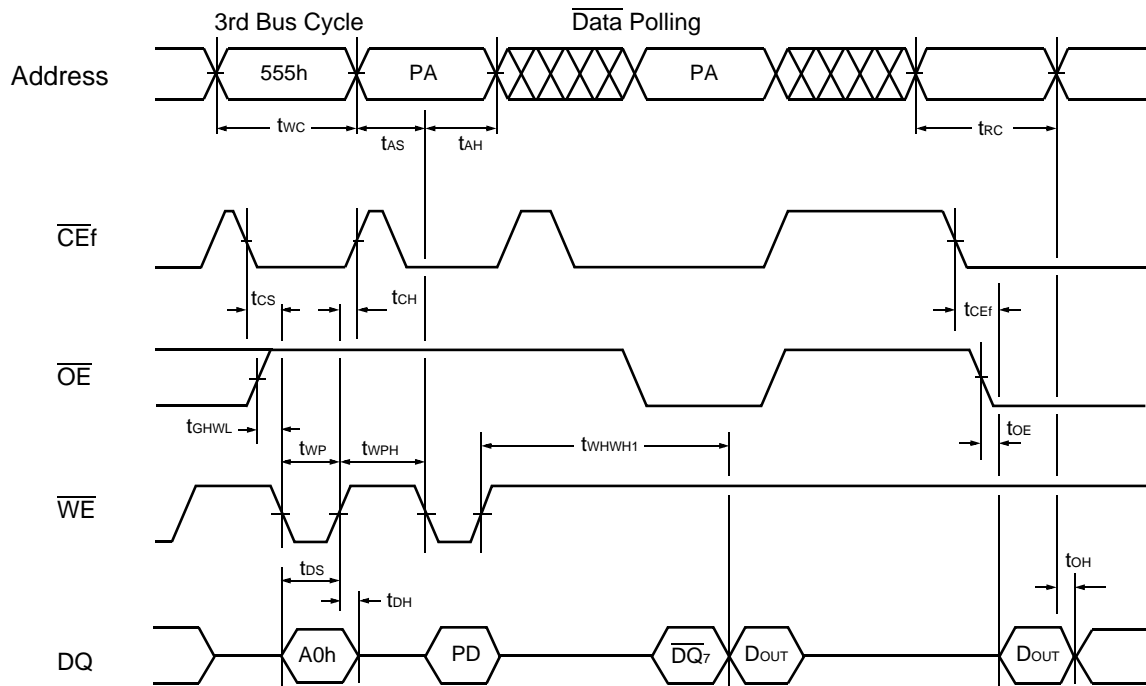 3rd Bus Cycle
Data Polling
Address
555h
PA
PA
tWC
tAS
tAH
tRC
CEf
tCS
tCH
tCEf
OE
tGHWL
tWP
tWPH
tWHWH1
tOE
WE
tDS
tDH
tOH
DQ
A0h
PD
DQ7
DOUT
DOUT